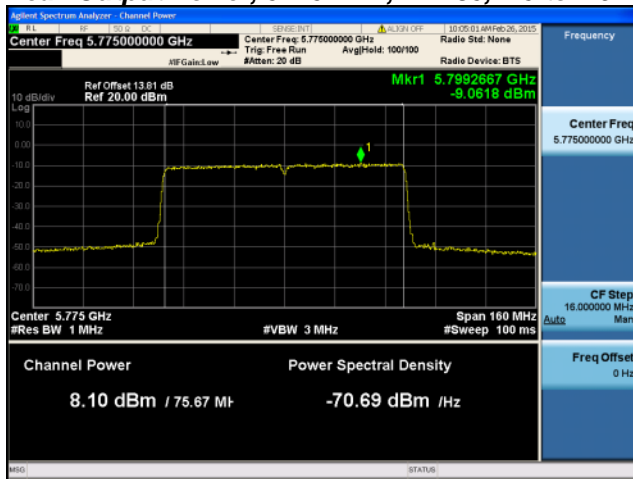 Agilent Spectrum Analyzer - Channel Power
RL RF 50 Ω DC SENSE:INT ALIGN OFF 10:05:01 AM Feb 26, 2015
Center Freq 5.775000000 GHz
Center Freq: 5.775000000 GHz
Radio Std: None
Trig: Free Run Avg|Hold: 100/100
#IFGain:Low #Atten: 20 dB Radio Device: BTS
Frequency
Mkr1 5.7992667 GHz
-9.0618 dBm
Ref Offset 13.81 dB
10 dB/div Ref 20.00 dBm
Log
10.0
0.00
-10.0
-20.0
-30.0
-40.0
-50.0
-60.0
-70.0
1
Center 5.775 GHz Span 160 MHz
#Res BW 1 MHz #VBW 3 MHz #Sweep 100 ms
Channel Power Power Spectral Density
8.10 dBm / 75.67 MH -70.69 dBm /Hz
Center Freq
5.775000000 GHz
CF Step
16.000000 MHz
Auto Man
Freq Offset
0 Hz
MSG STATUS